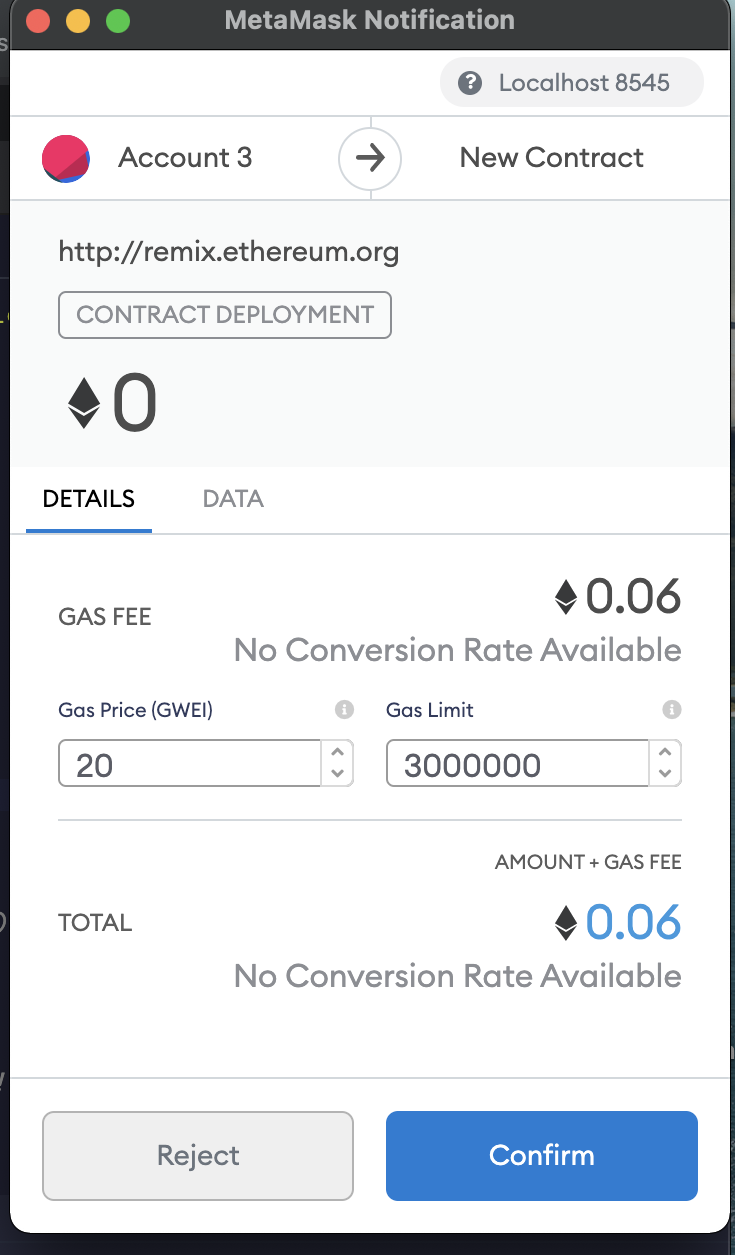 MetaMask Notification
? Localhost 8545
Account 3
New Contract
http://remix.ethereum.org
CONTRACT DEPLOYMENT
0
DETAILS DATA
GAS FEE
0.06
No Conversion Rate Available
Gas Price (GWEI)
Gas Limit
20
3000000
AMOUNT + GAS FEE
TOTAL
0.06
No Conversion Rate Available
Reject
Confirm